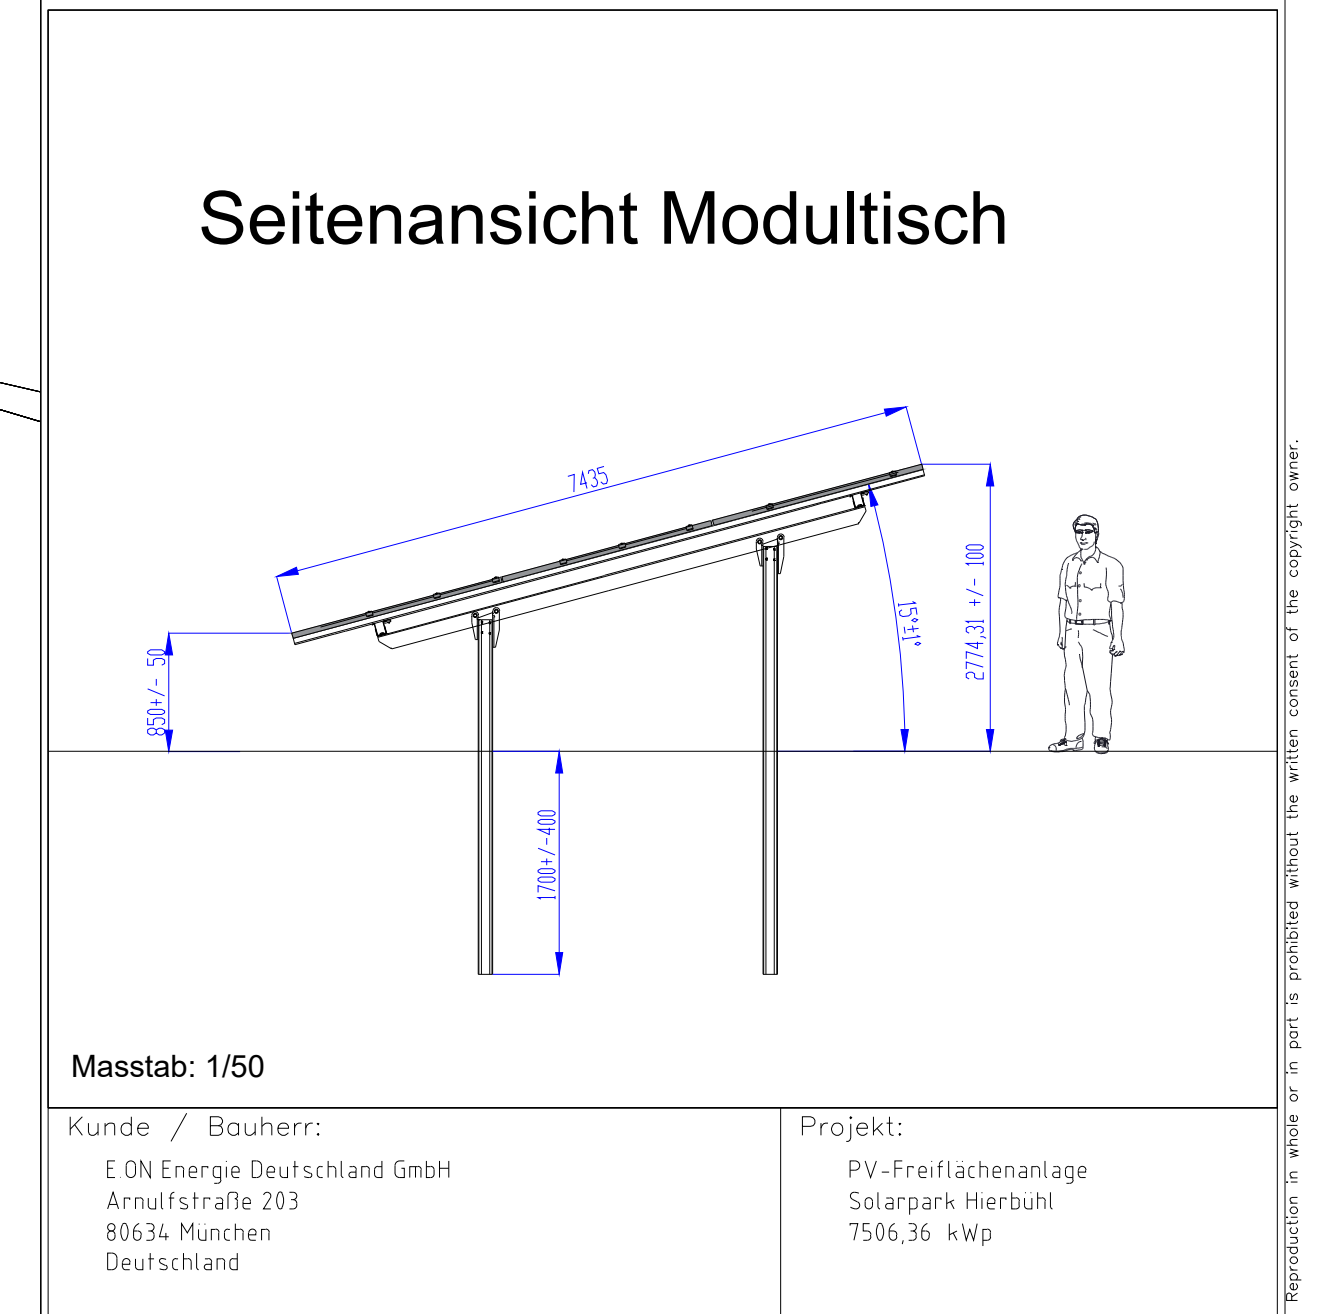 Seitenansicht Modultisch
7435
850+/- 50
15°±1°
2774,31 +/- 100
1700+/-400
Masstab: 1/50
Kunde / Bauherr:
E.ON Energie Deutschland GmbH
Arnulfstraße 203
80634 München
Deutschland
Projekt:
PV-Freiflächenanlage
Solarpark Hierbühl
7506,36 kWp
Reproduction in whole or in part is prohibited without the written consent of the copyright owner.